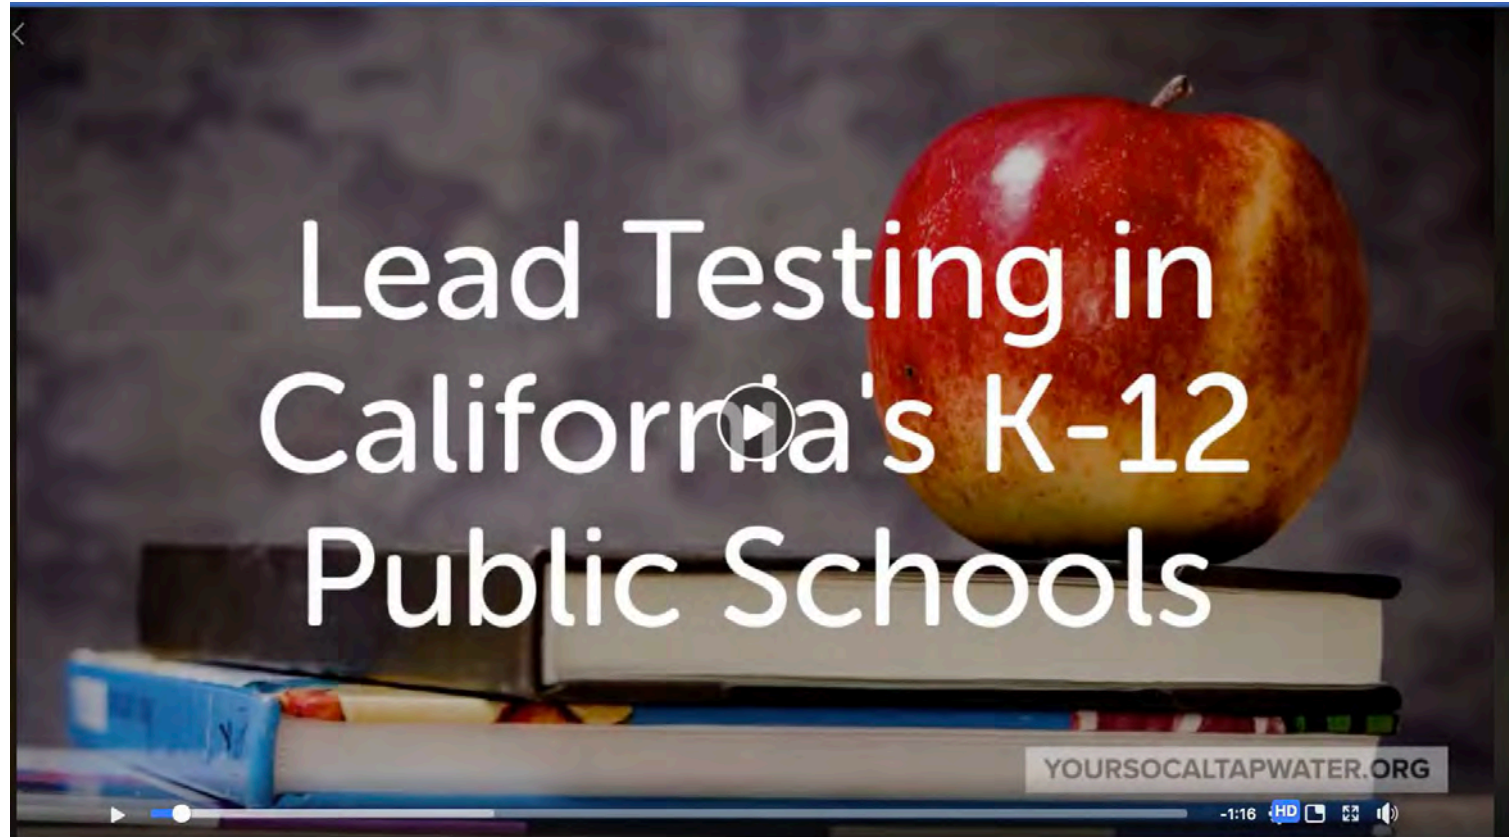 Lead Testing in
California's K-12
Public Schools
YOURSOCALTAPWATER.ORG
-1:16
HD